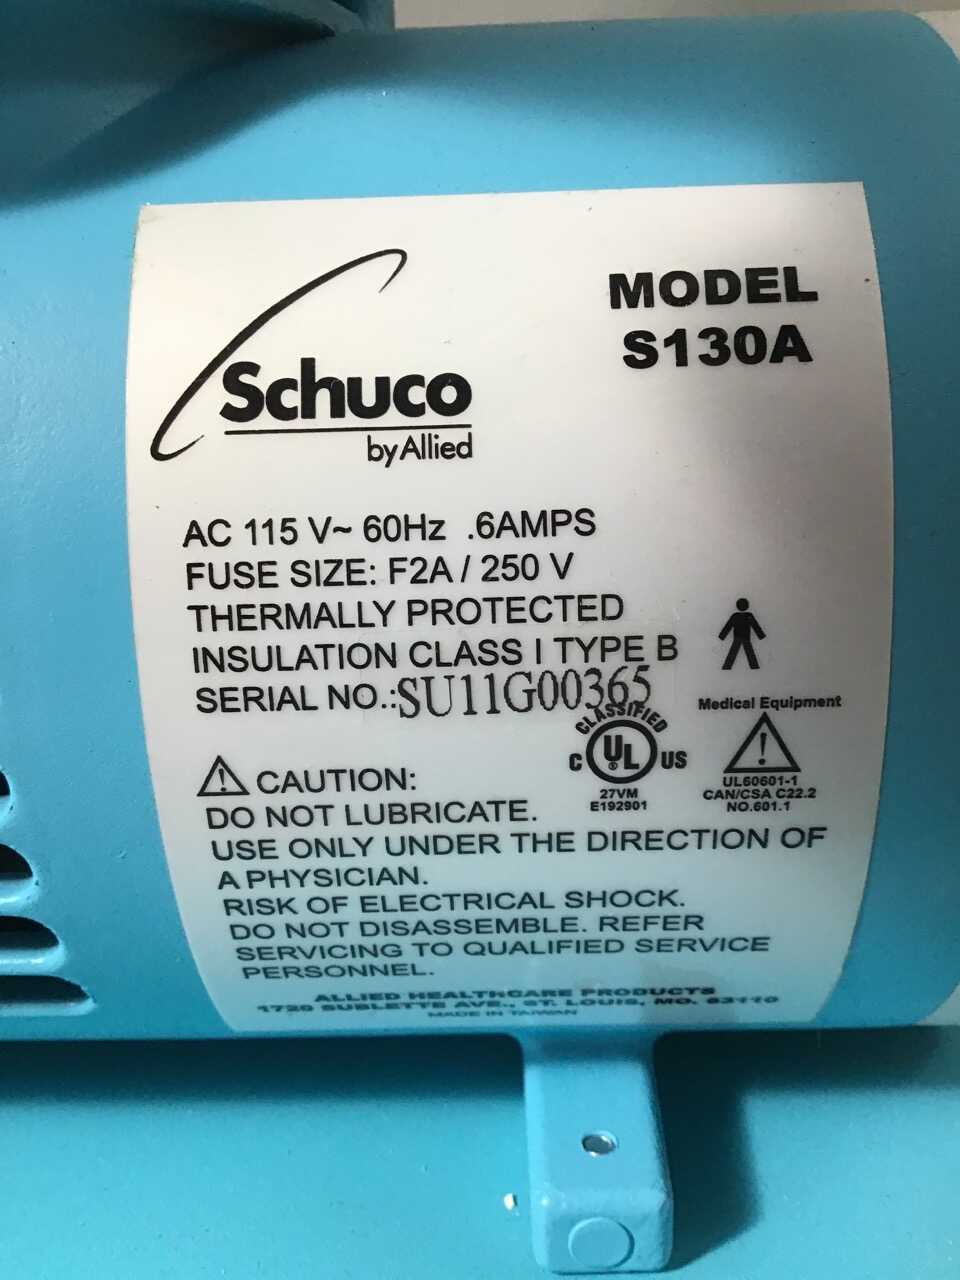 MODEL
S130A
Schuco
by Allied
AC 115 V~ 60Hz .6AMPS
FUSE SIZE: F2A / 250 V
THERMALLY PROTECTED
INSULATION CLASS I TYPE B
SERIAL NO.:SU11G00365
Medical Equipment
CLASSIFIED
C UL® US
27VM
E192901
UL60601-1
CAN/CSA C22.2
NO.601.1
CAUTION:
DO NOT LUBRICATE.
USE ONLY UNDER THE DIRECTION OF
A PHYSICIAN.
RISK OF ELECTRICAL SHOCK.
DO NOT DISASSEMBLE. REFER
SERVICING TO QUALIFIED SERVICE
PERSONNEL.
ALLIED HEALTHCARE PRODUCTS
1720 SUBLETTE AVE., ST. LOUIS, MO. 63110
MADE IN TAIWAN